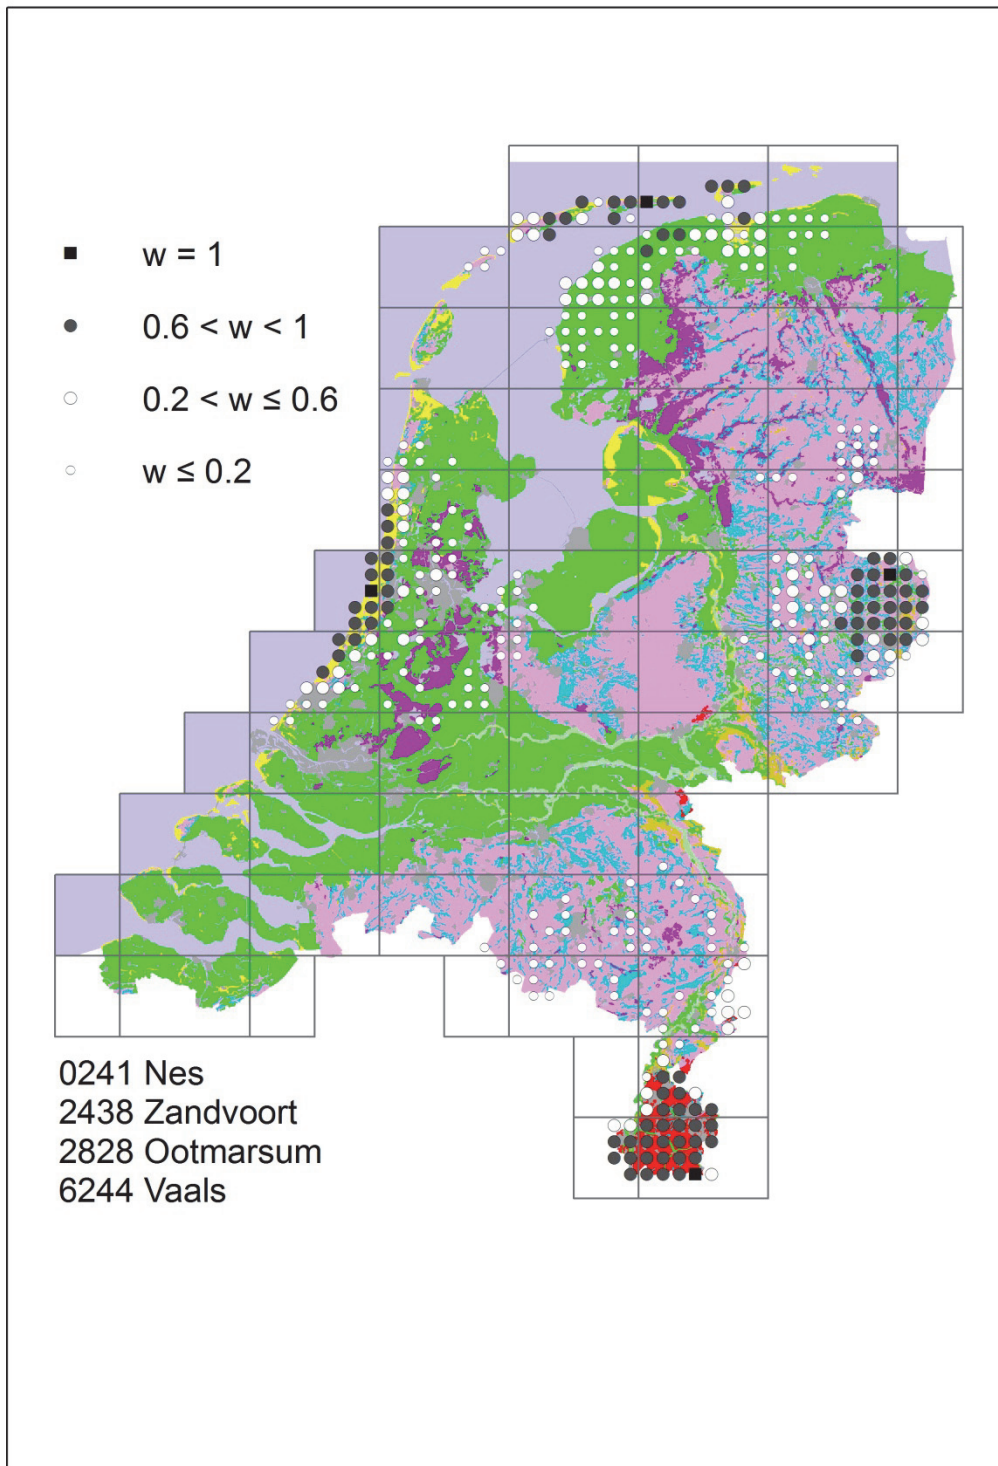 w = 1
0.6 < w < 1
0.2 < w ≤ 0.6
w ≤ 0.2
0241 Nes
2438 Zandvoort
2828 Ootmarsum
6244 Vaals